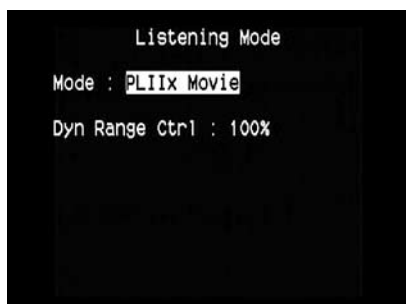 Listening Mode
Mode : PLIIx Movie
Dyn Range Ctrl : 100%